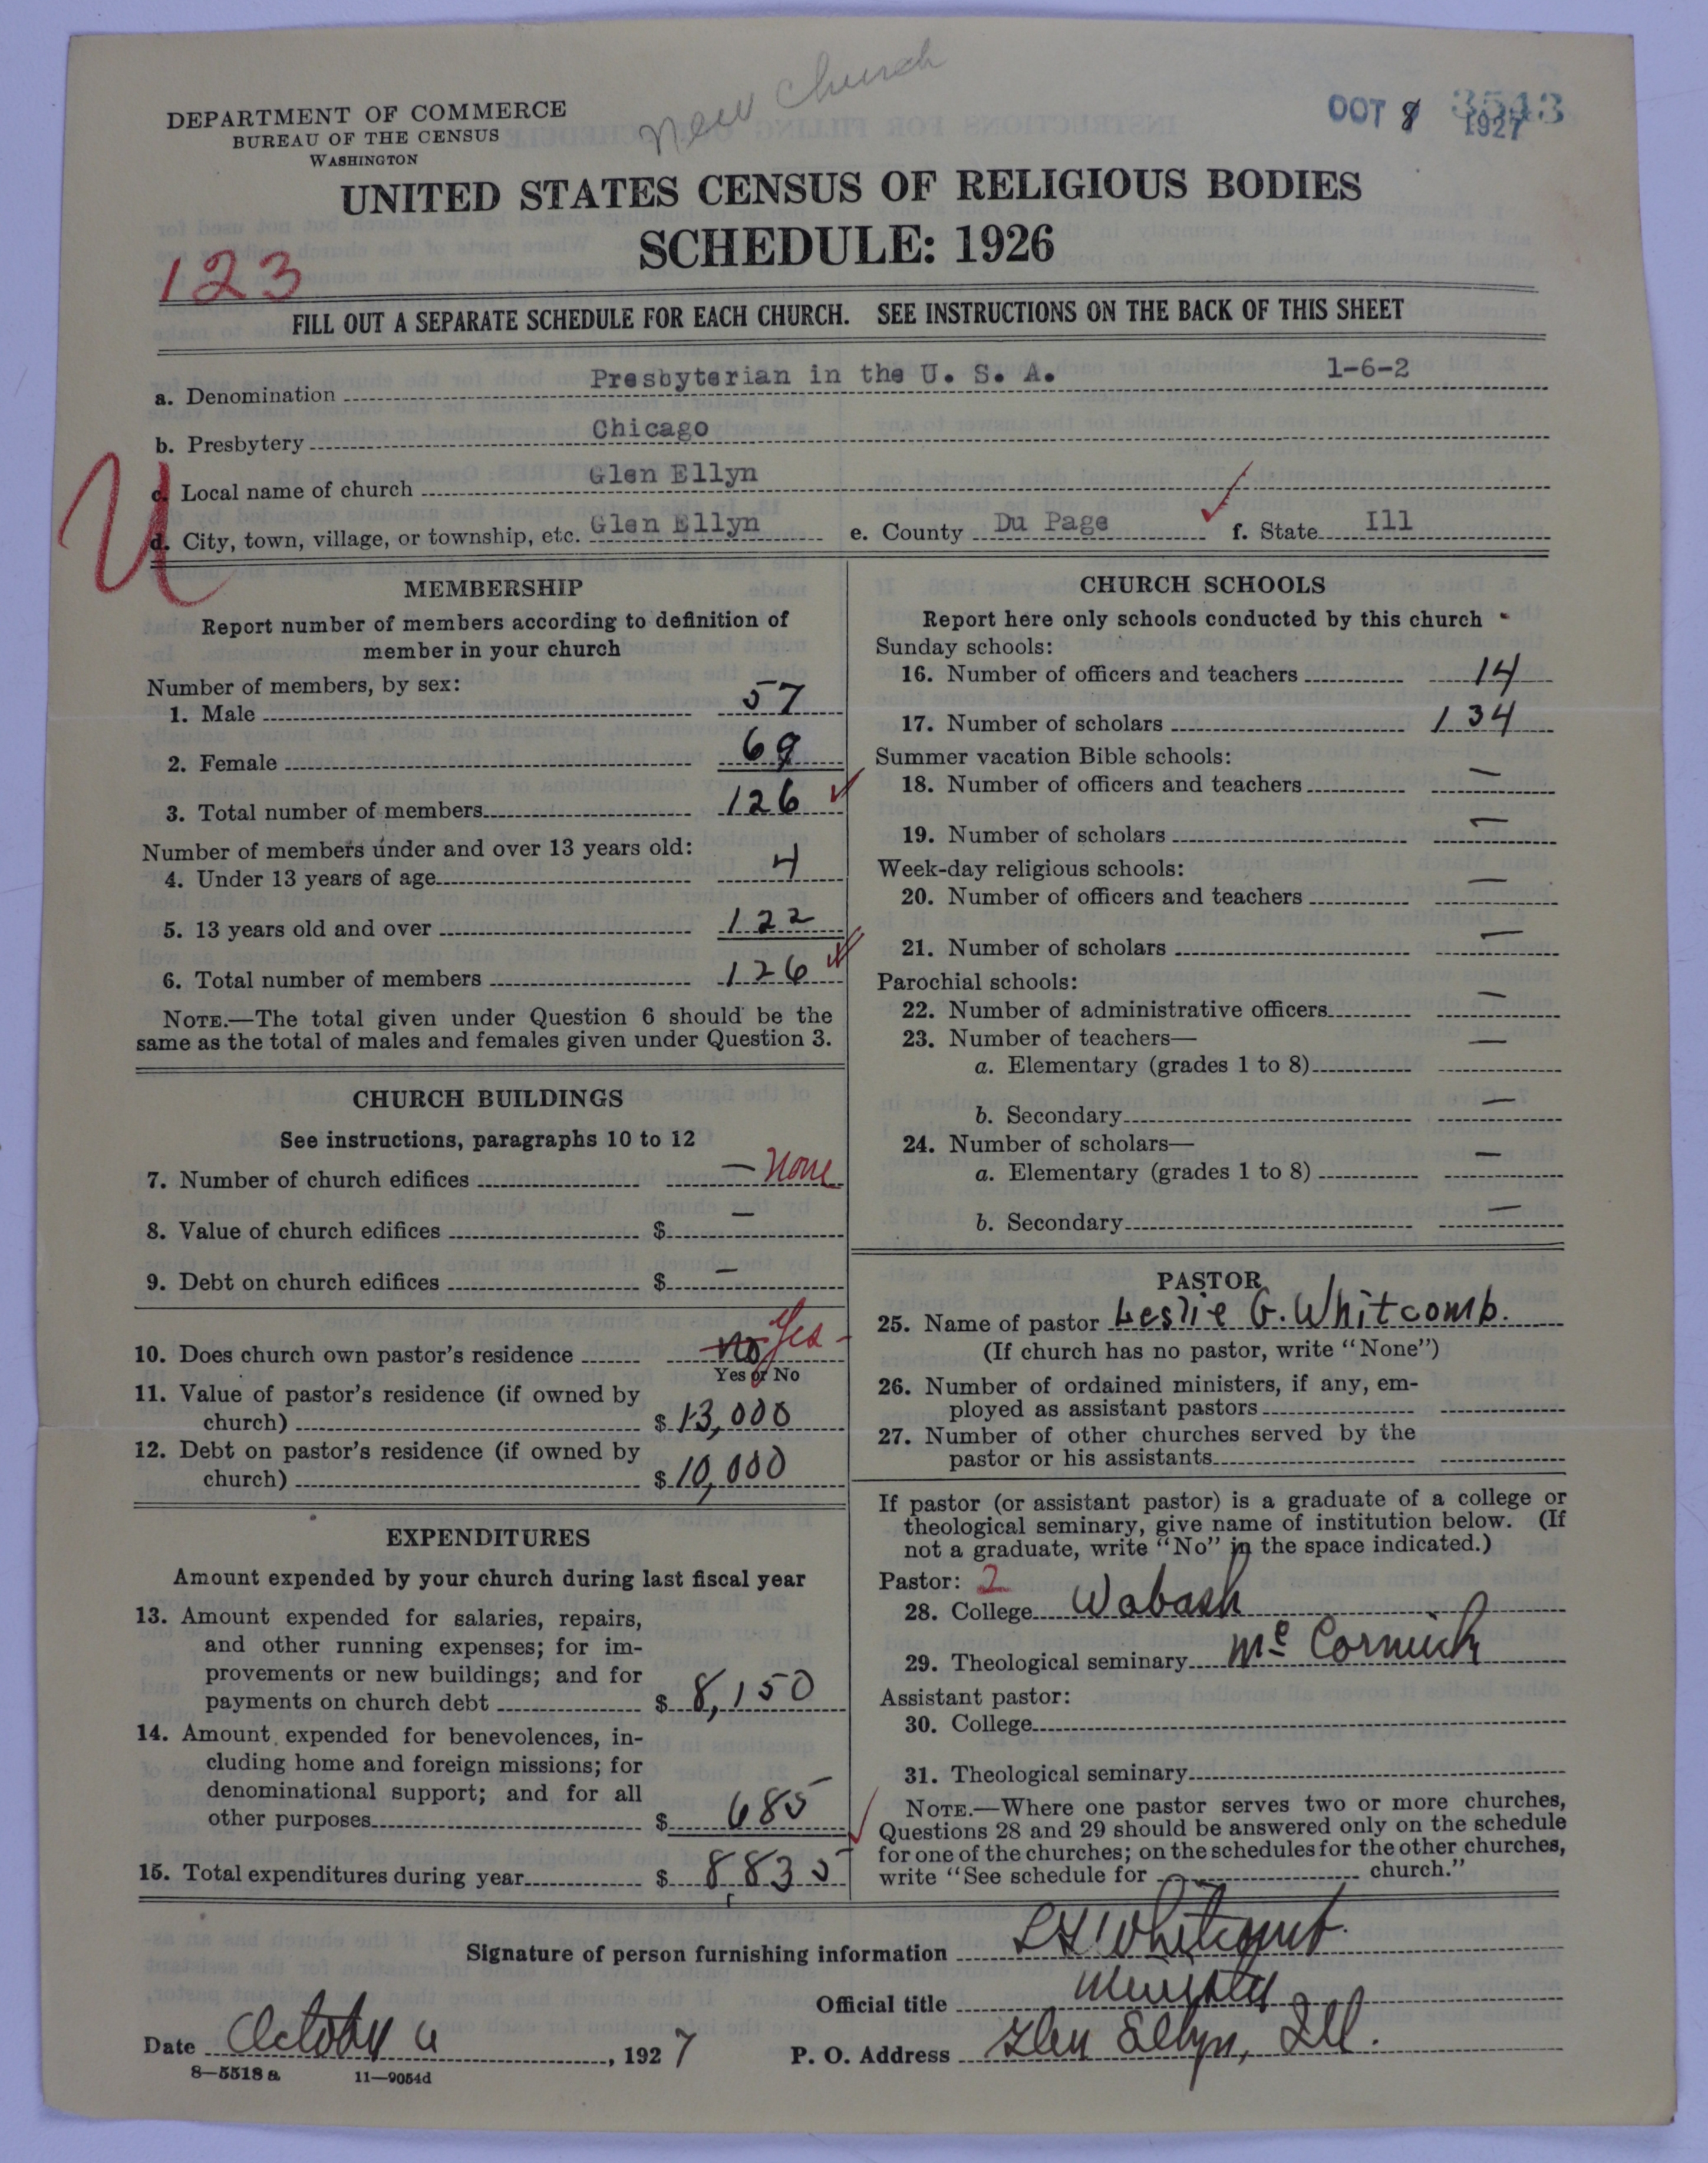 New Church
OCT 8 1927
3543
DEPARTMENT OF COMMERCE
BUREAU OF THE CENSUS
WASHINGTON
UNITED STATES CENSUS OF RELIGIOUS BODIES
SCHEDULE: 1926
123
FILL OUT A SEPARATE SCHEDULE FOR EACH CHURCH. SEE INSTRUCTIONS ON THE BACK OF THIS SHEET
a. Denomination Presbyterian in the U. S. A. 1-6-2
b. Presbytery Chicago
c. Local name of church Glen Ellyn
d. City, town, village, or township, etc. Glen Ellyn e. County Du Page f. State Ill
U
MEMBERSHIP
Report number of members according to definition of
member in your church
Number of members, by sex:
1. Male 57
2. Female 69
3. Total number of members 126
Number of members under and over 13 years old:
4. Under 13 years of age 4
5. 13 years old and over 122
6. Total number of members 126
NOTE.—The total given under Question 6 should be the
same as the total of males and females given under Question 3.
CHURCH BUILDINGS
See instructions, paragraphs 10 to 12
7. Number of church edifices — None
8. Value of church edifices $ —
9. Debt on church edifices $ —
10. Does church own pastor's residence No Yes
Yes or No
11. Value of pastor's residence (if owned by
church) $ 13,000
12. Debt on pastor's residence (if owned by
church) $ 10,000
EXPENDITURES
Amount expended by your church during last fiscal year
13. Amount expended for salaries, repairs,
and other running expenses; for im-
provements or new buildings; and for
payments on church debt $ 8,150
14. Amount expended for benevolences, in-
cluding home and foreign missions; for
denominational support; and for all
other purposes $ 685
15. Total expenditures during year $ 8,835
CHURCH SCHOOLS
Report here only schools conducted by this church
Sunday schools:
16. Number of officers and teachers 14
17. Number of scholars 134
Summer vacation Bible schools:
18. Number of officers and teachers —
19. Number of scholars —
Week-day religious schools:
20. Number of officers and teachers —
21. Number of scholars —
Parochial schools:
22. Number of administrative officers —
23. Number of teachers— —
a. Elementary (grades 1 to 8)
b. Secondary —
24. Number of scholars—
a. Elementary (grades 1 to 8) —
b. Secondary —
PASTOR
25. Name of pastor Leslie G. Whitcomb.
(If church has no pastor, write "None")
26. Number of ordained ministers, if any, em-
ployed as assistant pastors
27. Number of other churches served by the
pastor or his assistants
If pastor (or assistant pastor) is a graduate of a college or
theological seminary, give name of institution below. (If
not a graduate, write "No" in the space indicated.)
Pastor: 2
28. College Wabash
29. Theological seminary McCormick
Assistant pastor:
30. College
31. Theological seminary
NOTE.—Where one pastor serves two or more churches,
Questions 28 and 29 should be answered only on the schedule
for one of the churches; on the schedules for the other churches,
write "See schedule for church."
Signature of person furnishing information L G Whitcomb
Official title Minister
Date October 6, 1927 P. O. Address Glen Ellyn, Ill.
8—5518 a 11—9054d